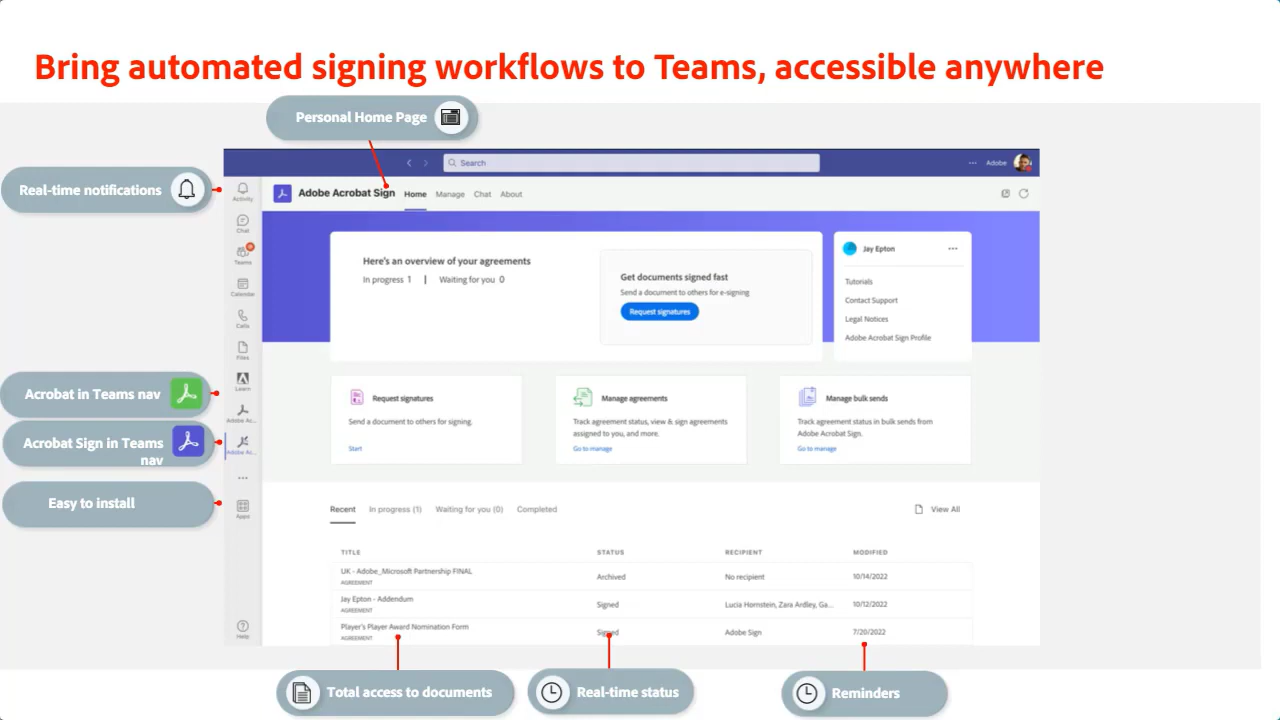 Bring automated signing workflows to Teams, accessible anywhere
Personal Home Page
Real-time notifications
Acrobat in Teams nav
Acrobat Sign in Teams
nav
Easy to install
Search
Adobe
Activity
Chat
Teams
Calendar
Calls
Files
Learn
Adobe Ac...
Adobe Ac...
Apps
Help
Adobe Acrobat Sign Home Manage Chat About
Here's an overview of your agreements
In progress 1 | Waiting for you 0
Get documents signed fast
Send a document to others for e-signing
Request signatures
Jay Epton
Tutorials
Contact Support
Legal Notices
Adobe Acrobat Sign Profile
Request signatures
Send a document to others for signing.
Start
Manage agreements
Track agreement status, view & sign agreements
assigned to you, and more.
Go to manage
Manage bulk sends
Track agreement status in bulk sends from
Adobe Acrobat Sign.
Go to manage
Recent In progress (1) Waiting for you (0) Completed View All
TITLE STATUS RECIPIENT MODIFIED
UK - Adobe_Microsoft Partnership FINAL
AGREEMENT
Archived No recipient 10/14/2022
Jay Epton - Addendum
AGREEMENT
Signed Lucia Hornstein, Zara Ardley, Ga... 10/12/2022
Player's Player Award Nomination Form
AGREEMENT
Signed Adobe Sign 7/20/2022
Total access to documents
Real-time status
Reminders